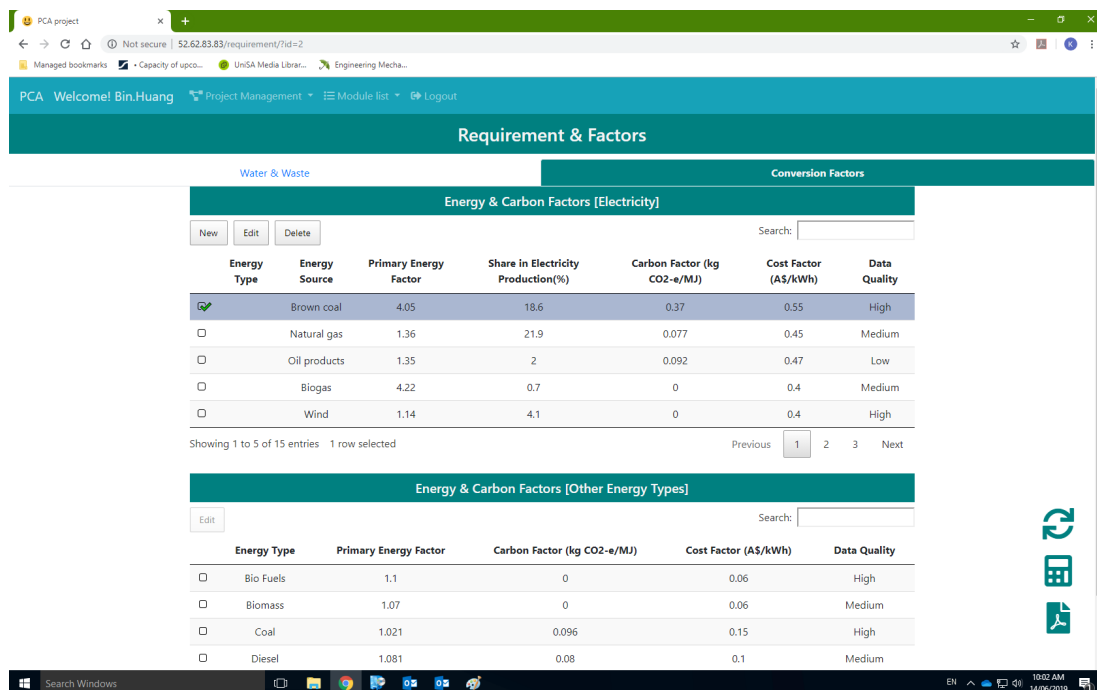 PCA project
Not secure | 52.62.83.83/requirement/?id=2
K
Managed bookmarks • Capacity of upco... UniSA Media Librar... Engineering Mecha...
PCA Welcome! Bin.Huang Project Management Module list Logout
Requirement & Factors
Water & Waste Conversion Factors
Energy & Carbon Factors [Electricity]
New Edit Delete Search:
Energy Type Energy Source Primary Energy Factor Share in Electricity Production(%) Carbon Factor (kg CO2-e/MJ) Cost Factor (A$/kWh) Data Quality
Brown coal 4.05 18.6 0.37 0.55 High
Natural gas 1.36 21.9 0.077 0.45 Medium
Oil products 1.35 2 0.092 0.47 Low
Biogas 4.22 0.7 0 0.4 Medium
Wind 1.14 4.1 0 0.4 High
Showing 1 to 5 of 15 entries 1 row selected Previous 1 2 3 Next
Energy & Carbon Factors [Other Energy Types]
Edit Search:
Energy Type Primary Energy Factor Carbon Factor (kg CO2-e/MJ) Cost Factor (A$/kWh) Data Quality
Bio Fuels 1.1 0 0.06 High
Biomass 1.07 0 0.06 Medium
Coal 1.021 0.096 0.15 High
Diesel 1.081 0.08 0.1 Medium
Search Windows EN 10:02 AM
14/06/2019